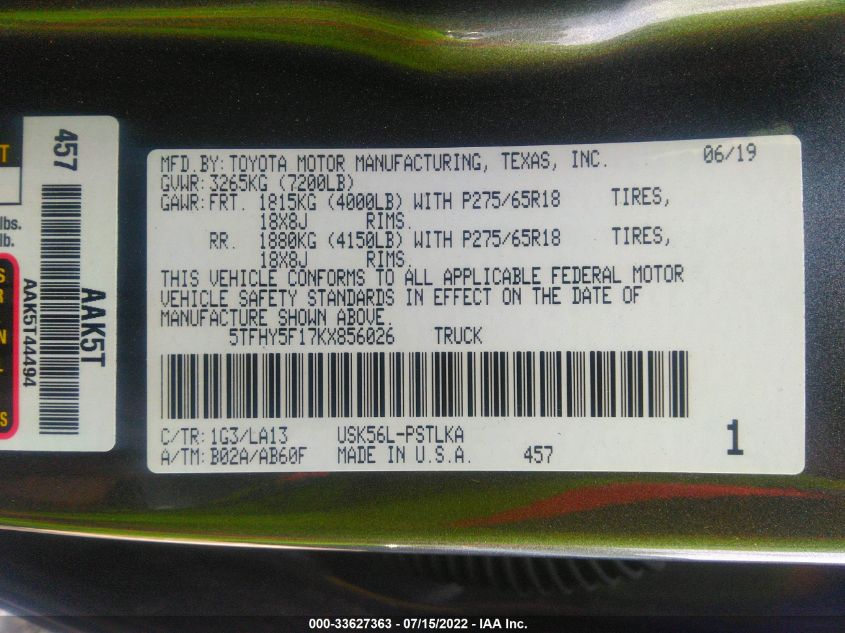 MFD. BY: TOYOTA MOTOR MANUFACTURING, TEXAS, INC. 06/19
GVWR: 3265KG (7200LB)
GAWR: FRT. 1815KG (4000LB) WITH P275/65R18 TIRES,
18X8J RIMS.
RR. 1880KG (4150LB) WITH P275/65R18 TIRES,
18X8J RIMS.
THIS VEHICLE CONFORMS TO ALL APPLICABLE FEDERAL MOTOR
VEHICLE SAFETY STANDARDS IN EFFECT ON THE DATE OF
MANUFACTURE SHOWN ABOVE.
5TFHY5F17KX856026 TRUCK
C/TR: 1G3/LA13 USK56L-PSTLKA
A/TM: B02A/AB60F MADE IN U.S.A. 457
1
457
AAK5T44494
AAK5T
T
lbs.
lb.
S
R
N
L
S
000-33627363 - 07/15/2022 - IAA Inc.